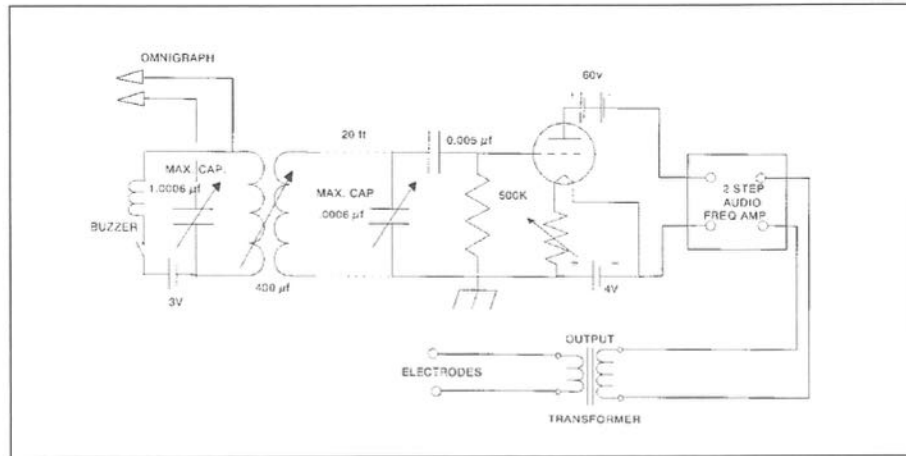 OMNIGRAPH
60v
20 ft
0.005 µf
MAX. CAP.
1.0006 µf
MAX. CAP
.0006 µf
500K
2 STEP
AUDIO
FREQ AMP
BUZZER
3V
400 µf
4V
OUTPUT
ELECTRODES
TRANSFORMER